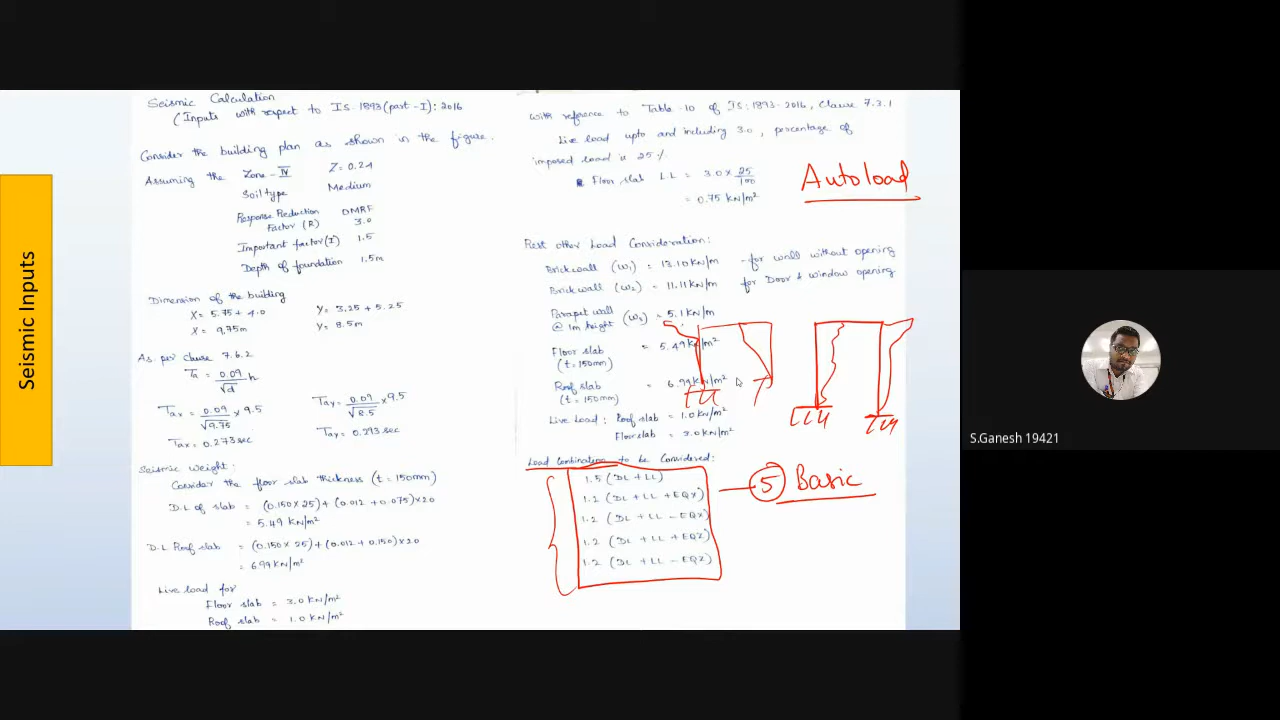 Seismic Inputs
Seismic Calculation
(Inputs with respect to IS-1893 (part-I): 2016
Consider the building plan as shown in the figure.
Assuming the Zone-IV Z = 0.24
Soil type Medium
Response Reduction OMRF
Factor (R) 3.0
Important factor(I) 1.5
Depth of foundation 1.5m
Dimension of the building
X = 5.75 + 4.0 Y = 3.25 + 5.25
X = 9.75m Y = 8.5m
As per clause 7.6.2
Ta = 0.09/√d h
Tax = 0.09/√9.75 × 9.5 Tay = 0.09/√8.5 × 9.5
Tax = 0.273 sec Tay = 0.293 sec
Seismic weight:
Consider the floor slab thickness (t = 150mm)
D.L of slab = (0.150 × 25) + (0.012 + 0.075) × 20
= 5.49 KN/m²
D.L Roof slab = (0.150 × 25) + (0.012 + 0.150) × 20
= 6.99 KN/m²
Live load for
Floor slab = 3.0 KN/m²
Roof slab = 1.0 KN/m²
With reference to Table-10 of IS:1893-2016, Clause 7.3.1
Live load upto and including 3.0, percentage of
imposed load is 25%
Floor slab LL = 3.0 × 25/100
= 0.75 KN/m²
Auto load
Rest other Load Consideration:
Brick wall (w₁) = 13.10 KN/m - for wall without opening
Brick wall (w₂) = 11.11 KN/m for Door & window opening
Parapet wall (w₃) = 5.1 KN/m
@ 1m height
Floor slab = 5.49 KN/m²
(t = 150mm)
Roof slab = 6.99 KN/m²
(t = 150mm)
Live Load: Roof slab = 1.0 KN/m²
Floor slab = 3.0 KN/m²
Load Combination to be Considered:
1.5 (DL + LL)
1.2 (DL + LL + EQX)
1.2 (DL + LL - EQX)
1.2 (DL + LL + EQZ)
1.2 (DL + LL - EQZ)
5 Basic
S.Ganesh 19421